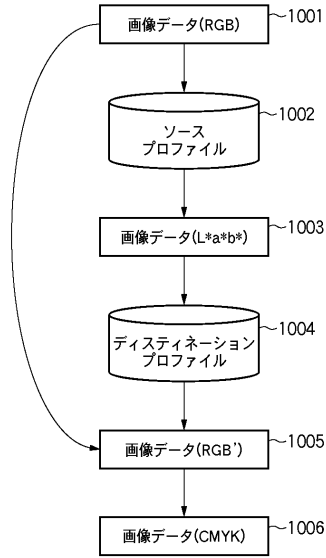 画像データ(RGB)
1001
ソース
プロファイル
1002
画像データ(L*a*b*)
1003
ディスティネーション
プロファイル
1004
画像データ(RGB')
1005
画像データ(CMYK)
1006